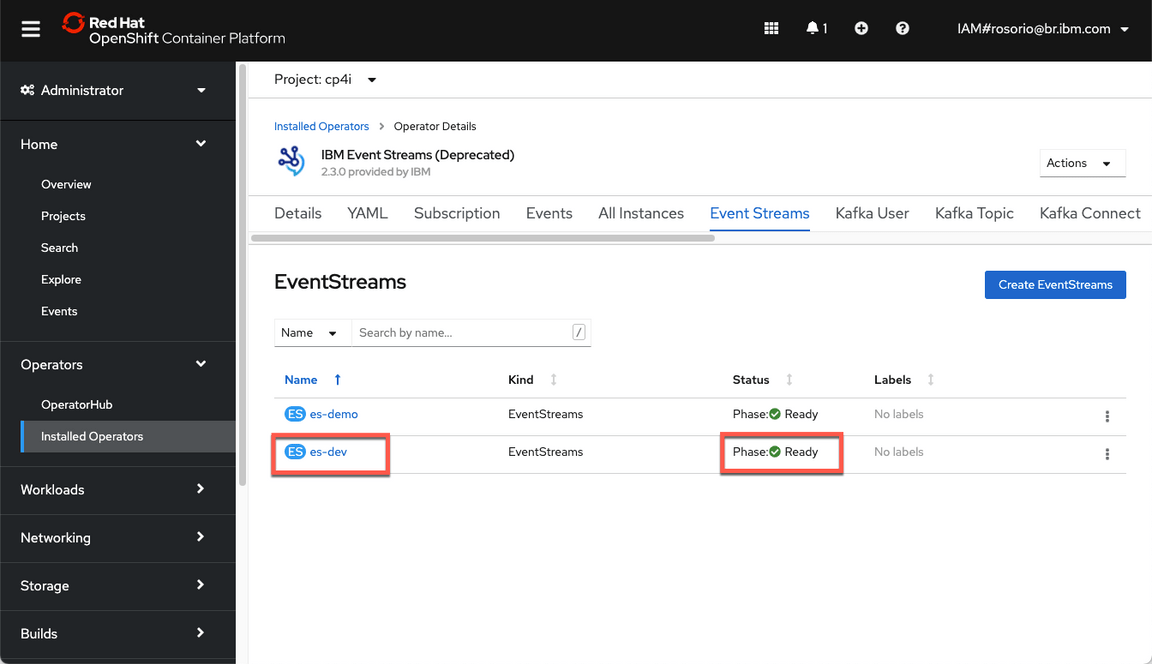 Red Hat
OpenShift Container Platform
1
IAM#rosorio@br.ibm.com
Administrator
Home
Overview
Projects
Search
Explore
Events
Operators
OperatorHub
Installed Operators
Workloads
Networking
Storage
Builds
Project: cp4i
Installed Operators > Operator Details
IBM Event Streams (Deprecated)
2.3.0 provided by IBM
Actions
Details YAML Subscription Events All Instances Event Streams Kafka User Kafka Topic Kafka Connect
EventStreams
Create EventStreams
Name Search by name... /
Name Kind Status Labels
ES es-demo EventStreams Phase: Ready No labels
ES es-dev EventStreams Phase: Ready No labels